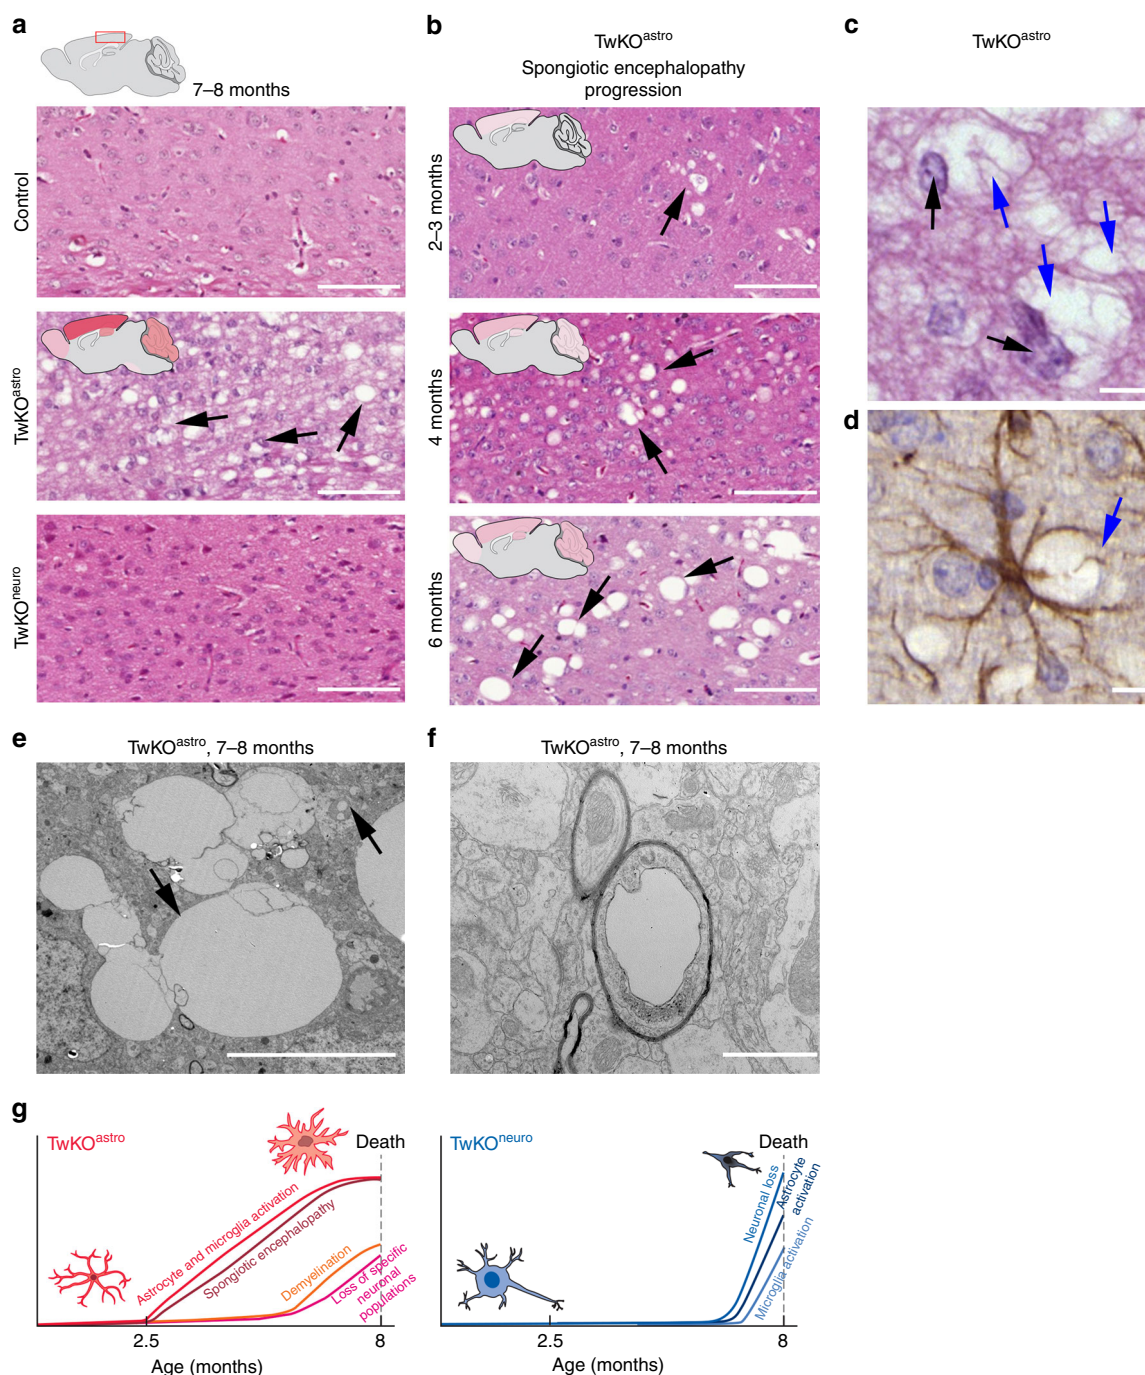 a
7–8 months
Control
TwKOastro
TwKOneuro
b
TwKOastro
Spongiotic encephalopathy
progression
2–3 months
4 months
6 months
c
TwKOastro
d
e
TwKOastro, 7–8 months
f
TwKOastro, 7–8 months
g
TwKOastro
Death
Astrocyte and microglia activation
Spongiotic encephalopathy
Demyelination
Loss of specific
neuronal
populations
2.5
8
Age (months)
TwKOneuro
Death
Neuronal loss
Astrocyte
activation
Microglia activation
2.5
8
Age (months)